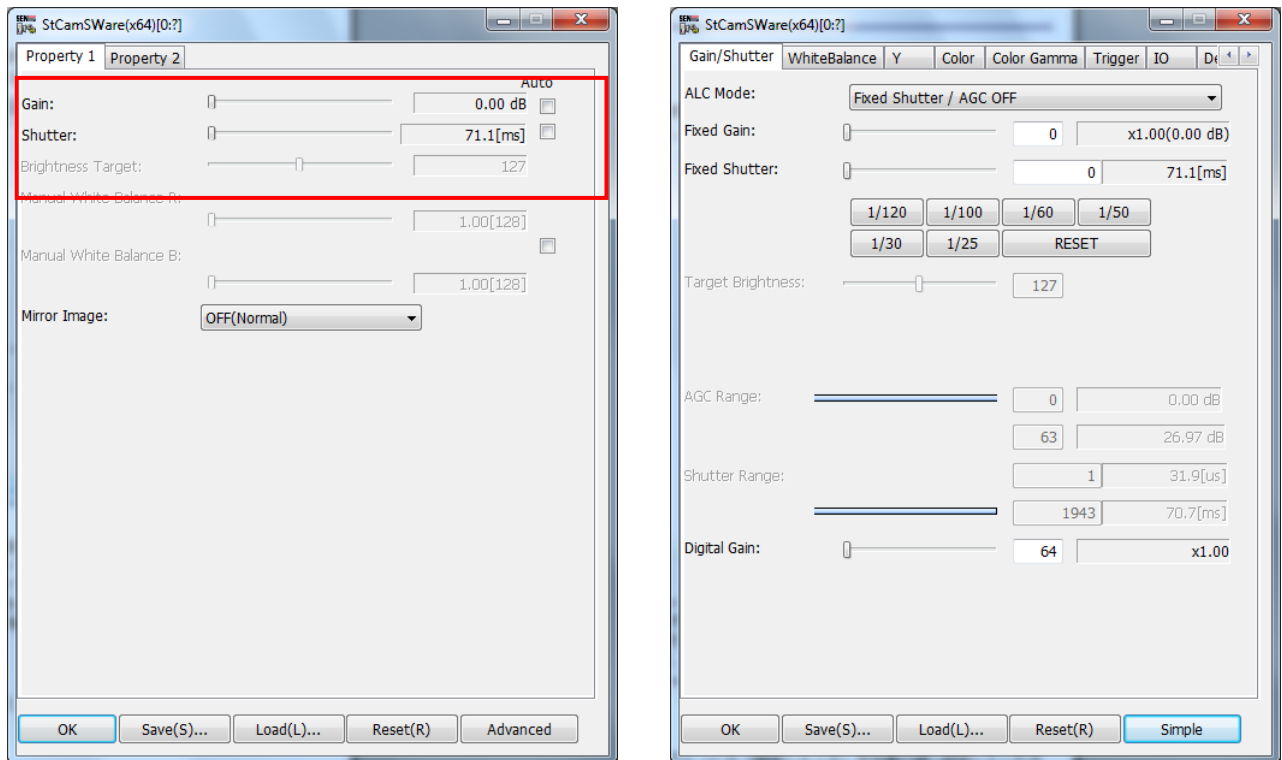 StCamSWare(x64)[0:?]
Property 1 Property 2
Auto
Gain: 0.00 dB
Shutter: 71.1[ms]
Brightness Target: 127
Manual White Balance R:
1.00[128]
Manual White Balance B:
1.00[128]
Mirror Image: OFF(Normal)
OK Save(S)... Load(L)... Reset(R) Advanced
StCamSWare(x64)[0:?]
Gain/Shutter WhiteBalance Y Color Color Gamma Trigger IO De
ALC Mode: Fixed Shutter / AGC OFF
Fixed Gain: 0 x1.00(0.00 dB)
Fixed Shutter: 0 71.1[ms]
1/120 1/100 1/60 1/50
1/30 1/25 RESET
Target Brightness: 127
AGC Range: 0 0.00 dB
63 26.97 dB
Shutter Range: 1 31.9[us]
1943 70.7[ms]
Digital Gain: 64 x1.00
OK Save(S)... Load(L)... Reset(R) Simple